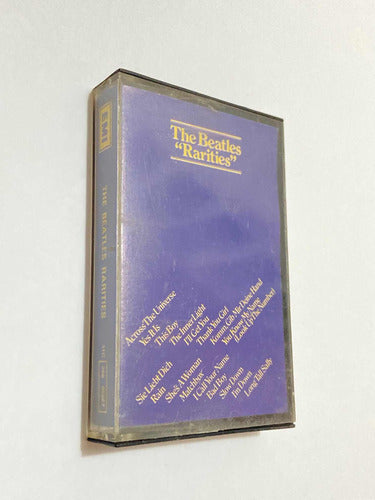 The Beatles
"Rarities"
Across The Universe
Yes It Is
This Boy
The Inner Light
I'll Get You
Thank You Girl
Komm, Gib Mir Deine Hand
You Know My Name
(Look Up The Number)
Sie Liebt Dich
Rain
She's A Woman
Matchbox
I Call Your Name
Bad Boy
Slow Down
I'm Down
Long Tall Sally
EMI
THE BEATLES RARITIES